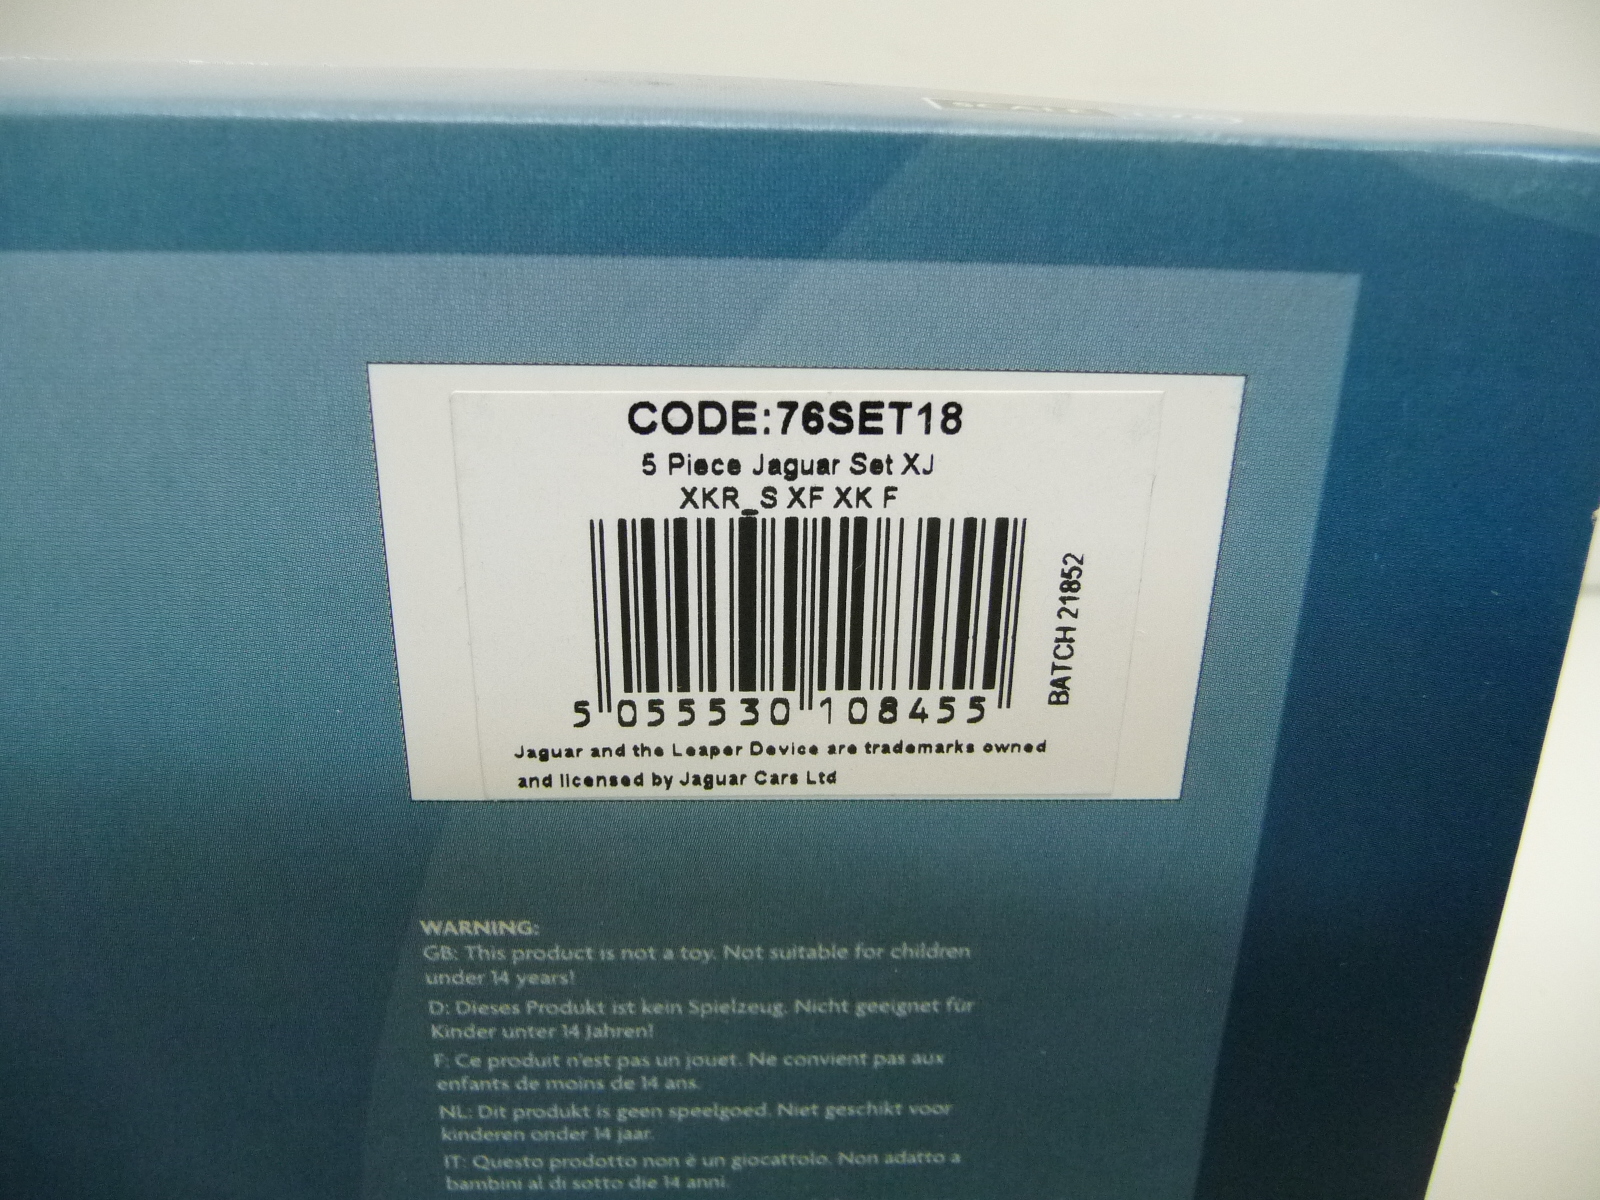 CODE:76SET18
5 Piece Jaguar Set XJ
XKR_S XF XK F
BATCH 21852
5 055530 108455
Jaguar and the Leaper Device are trademarks owned
and licensed by Jaguar Cars Ltd
WARNING:
GB: This product is not a toy. Not suitable for children
under 14 years!
D: Dieses Produkt ist kein Spielzeug. Nicht geeignet für
Kinder unter 14 Jahren!
F: Ce produit n'est pas un jouet. Ne convient pas aux
enfants de moins de 14 ans.
NL: Dit produkt is geen speelgoed. Niet geschikt voor
kinderen onder 14 jaar.
IT: Questo prodotto non è un giocattolo. Non adatto a
bambini al di sotto die 14 anni.